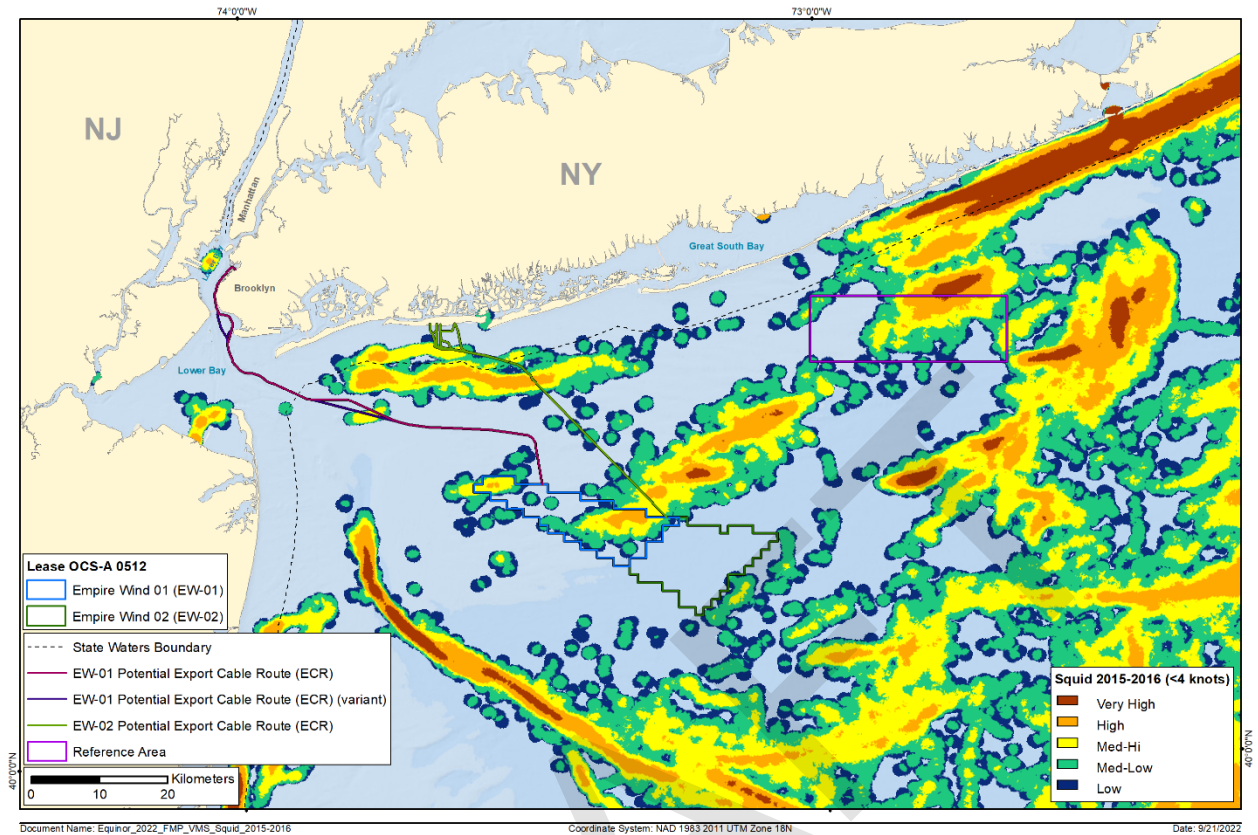 74°0'0"W
73°0'0"W
NJ
NY
Manhattan
Great South Bay
Brooklyn
Lower Bay
Lease OCS-A 0512
Empire Wind 01 (EW-01)
Empire Wind 02 (EW-02)
State Waters Boundary
EW-01 Potential Export Cable Route (ECR)
EW-01 Potential Export Cable Route (ECR) (variant)
EW-02 Potential Export Cable Route (ECR)
Reference Area
Kilometers
0 10 20
Squid 2015-2016 (<4 knots)
Very High
High
Med-Hi
Med-Low
Low
40°0'0"N
40°0'0"N
Document Name: Equinor_2022_FMP_VMS_Squid_2015-2016
Coordinate System: NAD 1983 2011 UTM Zone 18N
Date: 9/21/2022